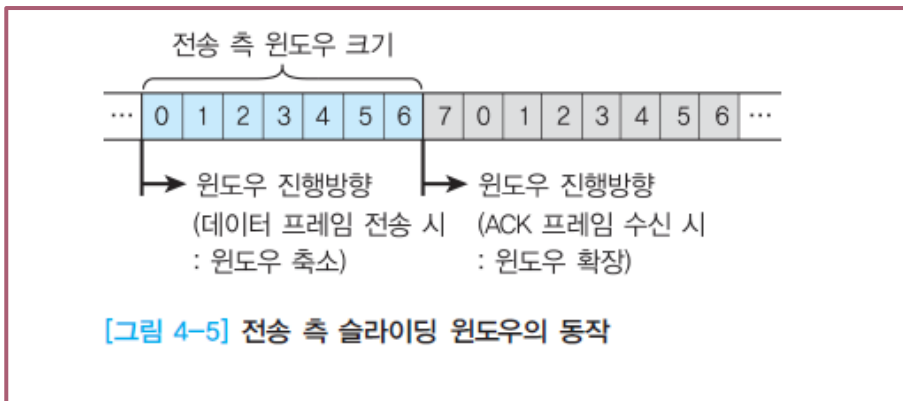 전송 측 윈도우 크기
… 0 1 2 3 4 5 6 7 0 1 2 3 4 5 6 …
윈도우 진행방향 윈도우 진행방향
(데이터 프레임 전송 시 (ACK 프레임 수신 시
: 윈도우 축소) : 윈도우 확장)
[그림 4-5] 전송 측 슬라이딩 윈도우의 동작